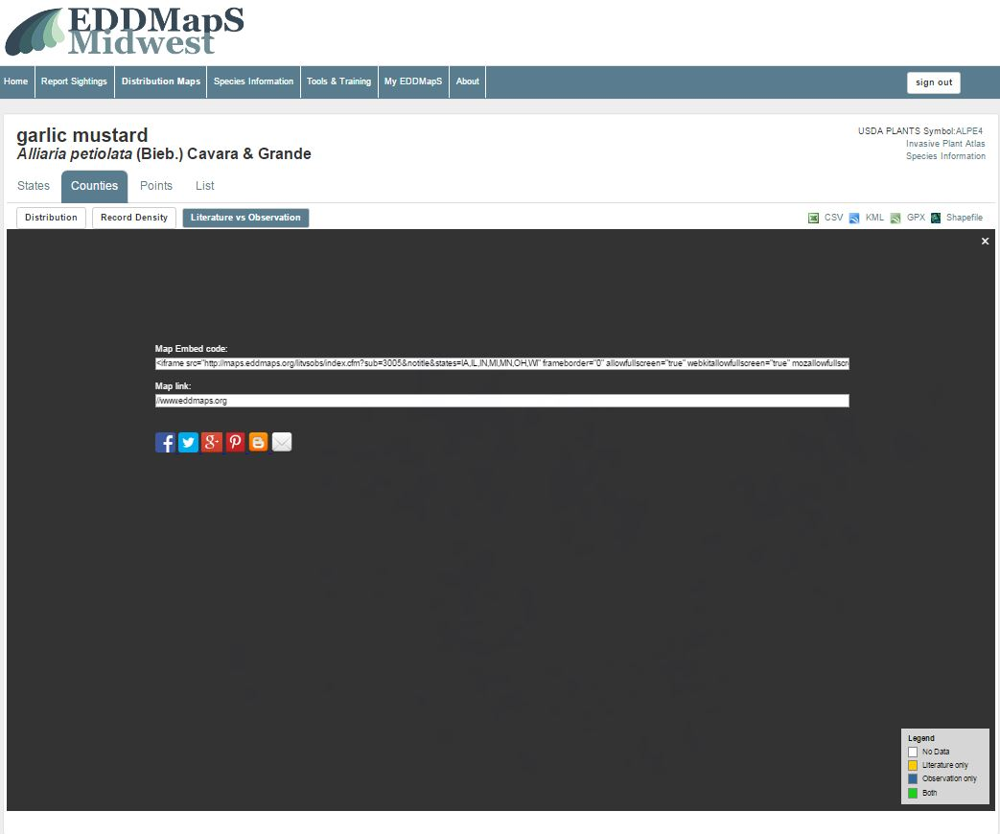 EDDMapS
Midwest
Home Report Sightings Distribution Maps Species Information Tools & Training My EDDMapS About sign out
garlic mustard
Alliaria petiolata (Bieb.) Cavara & Grande
USDA PLANTS Symbol:ALPE4
Invasive Plant Atlas
Species Information
States Counties Points List
Distribution Record Density Literature vs Observation CSV KML GPX Shapefile
×
Map Embed code:
<iframe src="http://maps.eddmaps.org/litvsobs/index.cfm?sub=3005&notitle&states=IA,IL,IN,MI,MN,OH,WI" frameborder="0" allowfullscreen="true" webkitallowfullscreen="true" mozallowfullscre
Map link:
//www.eddmaps.org
Legend
No Data
Literature only
Observation only
Both